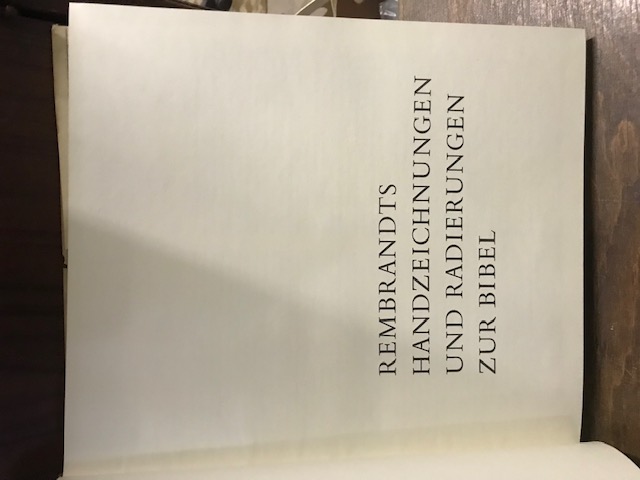 REMBRANDTS
HANDZEICHNUNGEN
UND RADIERUNGEN
ZUR BIBEL